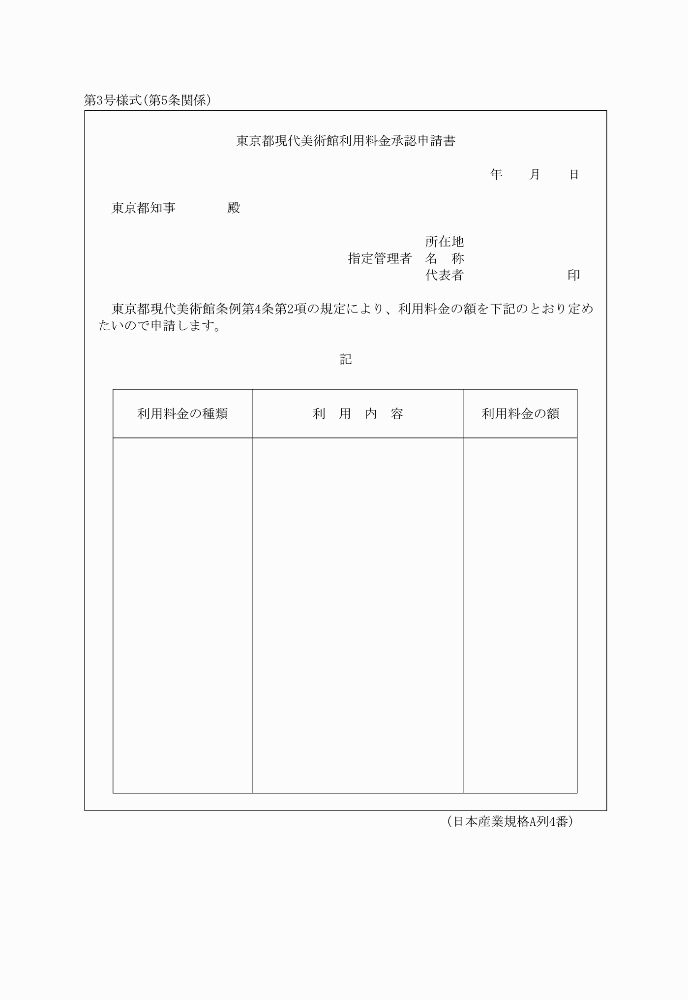 第3号様式(第5条関係)
東京都現代美術館利用料金承認申請書
年　　月　　日
東京都知事　　　　殿
所在地
指定管理者　名　称
代表者　　　　　　　　印
　東京都現代美術館条例第4条第2項の規定により、利用料金の額を下記のとおり定め
たいので申請します。
記
利用料金の種類　利　用　内　容　利用料金の額
(日本産業規格A列4番)